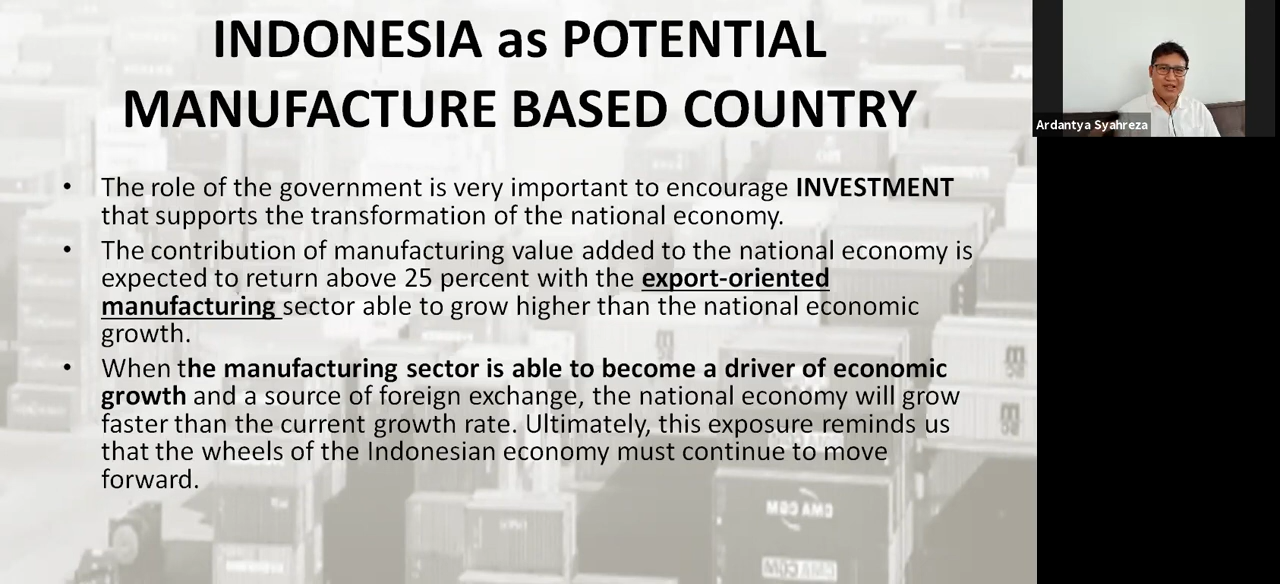 INDONESIA as POTENTIAL
MANUFACTURE BASED COUNTRY
• The role of the government is very important to encourage INVESTMENT
that supports the transformation of the national economy.
• The contribution of manufacturing value added to the national economy is
expected to return above 25 percent with the export-oriented
manufacturing sector able to grow higher than the national economic
growth.
• When the manufacturing sector is able to become a driver of economic
growth and a source of foreign exchange, the national economy will grow
faster than the current growth rate. Ultimately, this exposure reminds us
that the wheels of the Indonesian economy must continue to move
forward.
Ardantya Syahreza
CMA CGM